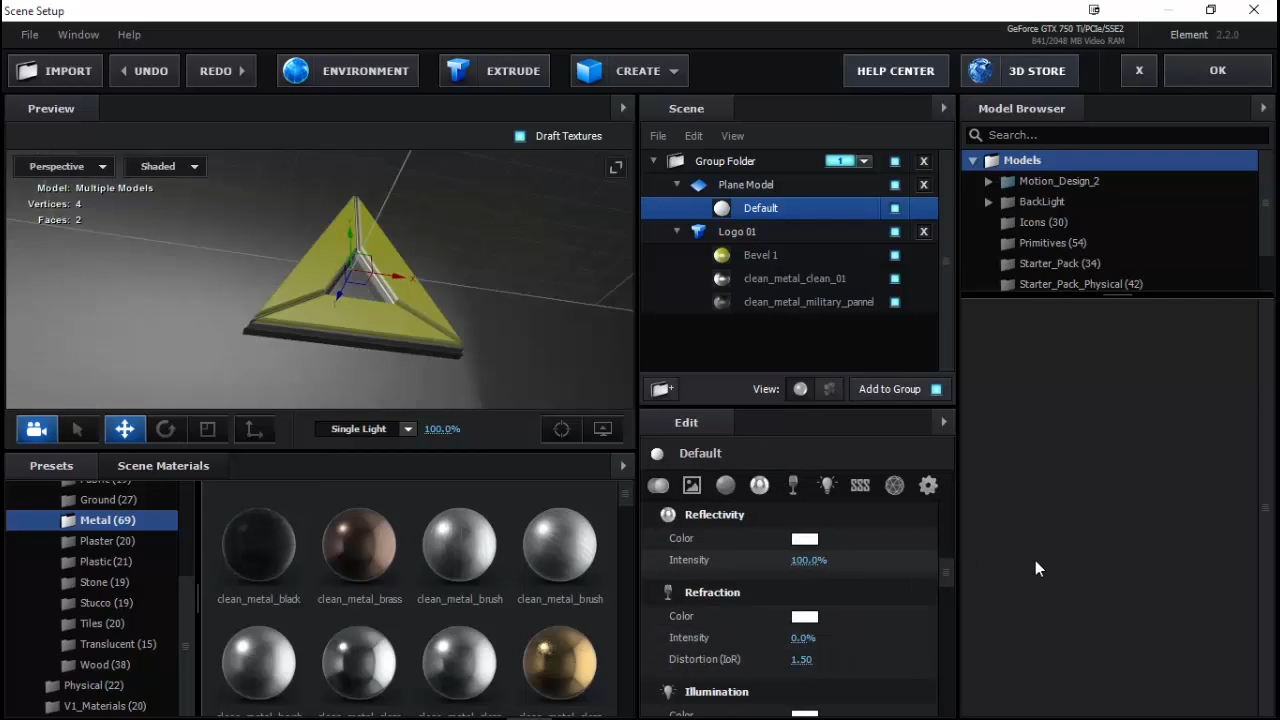 Scene Setup
File Window Help
GeForce GTX 750 Ti/PCIe/SSE2
841/2048 MB Video RAM
Element 2.2.0
IMPORT UNDO REDO ENVIRONMENT EXTRUDE CREATE HELP CENTER 3D STORE X OK
Preview
Draft Textures
Perspective Shaded
Model: Multiple Models
Vertices: 4
Faces: 2
Single Light 100.0%
Scene
File Edit View
Group Folder 1 X
Plane Model X
Default
Logo 01 X
Bevel 1
clean_metal_clean_01
clean_metal_military_pannel
View: Add to Group
Model Browser
Search...
Models
Motion_Design_2
BackLight
Icons (30)
Primitives (54)
Starter_Pack (34)
Starter_Pack_Physical (42)
Presets Scene Materials
Ground (27)
Metal (69)
Plaster (20)
Plastic (21)
Stone (19)
Stucco (19)
Tiles (20)
Translucent (15)
Wood (38)
Physical (22)
V1_Materials (20)
clean_metal_black clean_metal_brass clean_metal_brush clean_metal_brush
Edit
Default
Reflectivity
Color
Intensity 100.0%
Refraction
Color
Intensity 0.0%
Distortion (IoR) 1.50
Illumination
Color